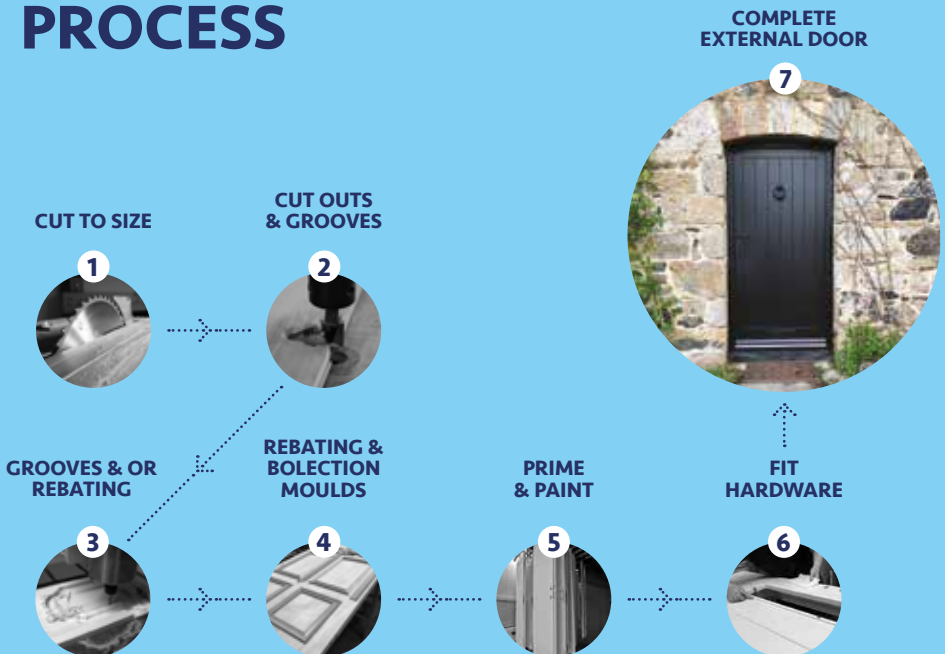 PROCESS
CUT TO SIZE
1
CUT OUTS
& GROOVES
2
GROOVES & OR
REBATING
3
REBATING &
BOLECTION
MOULDS
4
PRIME
& PAINT
5
FIT
HARDWARE
6
COMPLETE
EXTERNAL DOOR
7